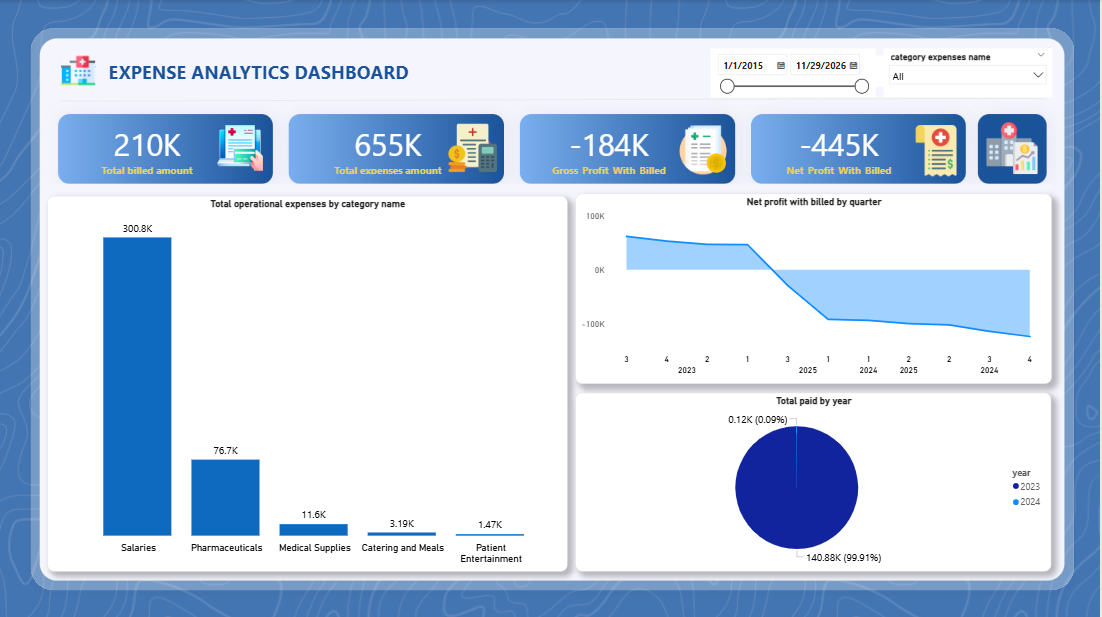 EXPENSE ANALYTICS DASHBOARD
1/1/2015
11/29/2026
category expenses name
All
210K
Total billed amount
655K
Total expenses amount
-184K
Gross Profit With Billed
-445K
Net Profit With Billed
Total operational expenses by category name
300.8K
76.7K
11.6K
3.19K
1.47K
Salaries
Pharmaceuticals
Medical Supplies
Catering and Meals
Patient
Entertainment
Net profit with billed by quarter
100K
0K
-100K
3 4 2 1 3 1 1 2 2 3 4
2023 2025 2024 2025 2024
Total paid by year
0.12K (0.09%)
140.88K (99.91%)
year
2023
2024